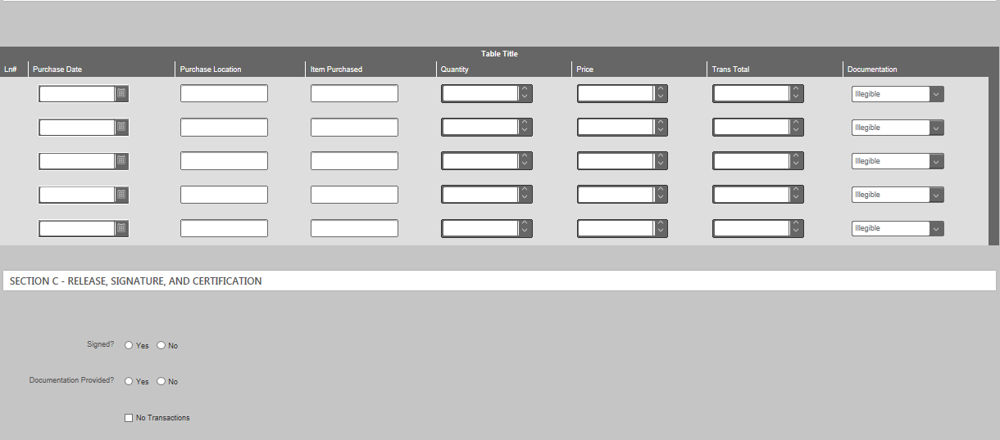 Table Title
Ln# Purchase Date Purchase Location Item Purchased Quantity Price Trans Total Documentation
Illegible
Illegible
Illegible
Illegible
Illegible
SECTION C - RELEASE, SIGNATURE, AND CERTIFICATION
Signed? Yes No
Documentation Provided? Yes No
No Transactions